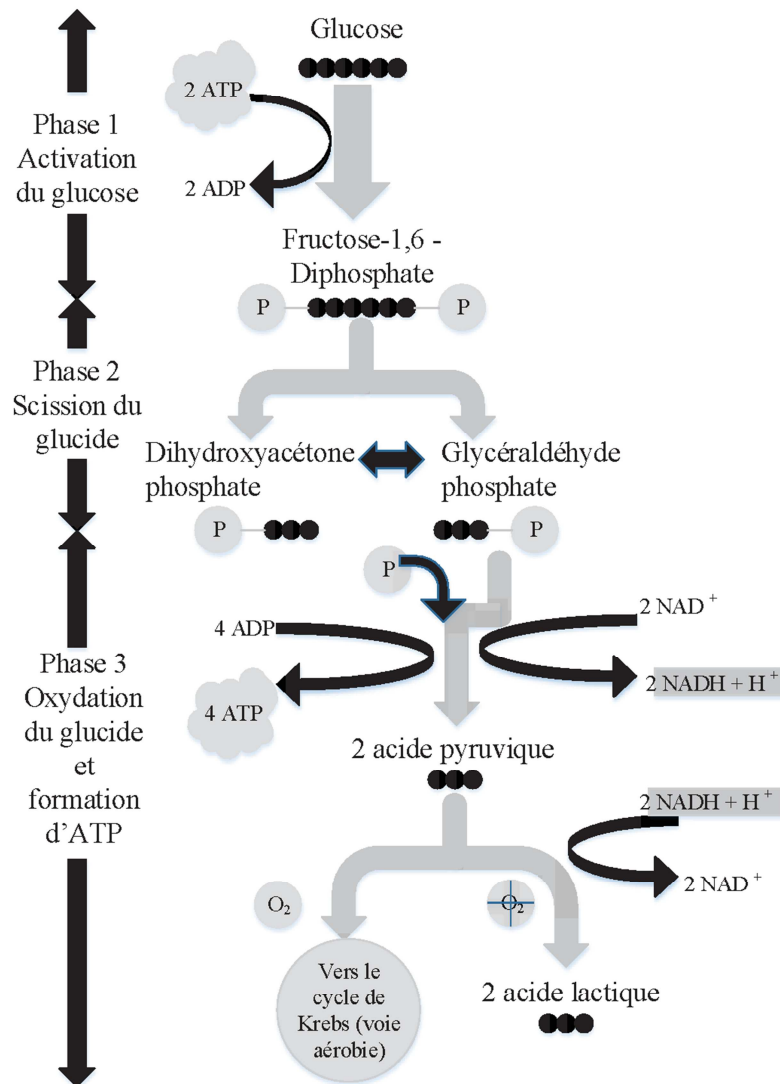 Glucose
2 ATP
Phase 1
Activation
du glucose
2 ADP
Fructose-1,6 -
Diphosphate
P
P
Phase 2
Scission du
glucide
Dihydroxyacétone
phosphate
Glycéraldéhyde
phosphate
P
P
P
4 ADP
2 NAD +
Phase 3
Oxydation
du glucide
et
formation
d’ATP
4 ATP
2 NADH + H +
2 acide pyruvique
2 NADH + H +
2 NAD +
O2
O2
Vers le
cycle de
Krebs (voie
aérobie)
2 acide lactique